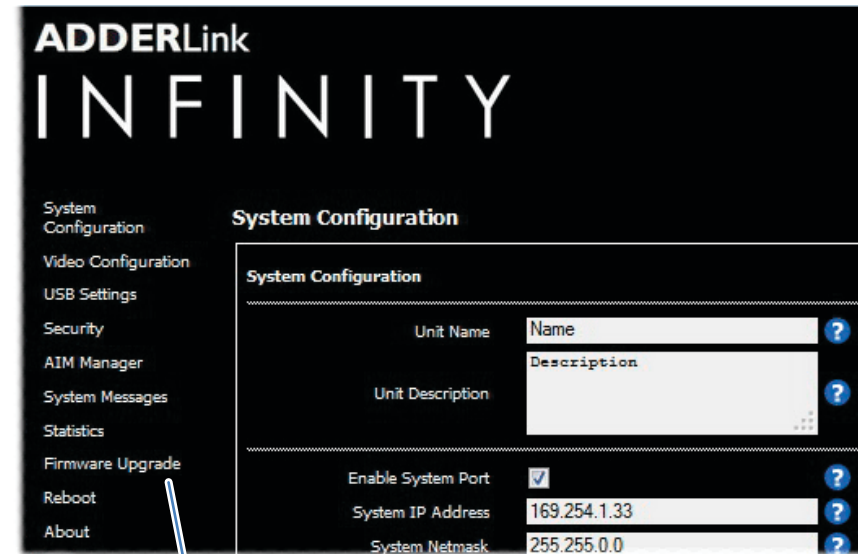 ADDERLink
INFINITY
System
Configuration
Video Configuration
USB Settings
Security
AIM Manager
System Messages
Statistics
Firmware Upgrade
Reboot
About
System Configuration
System Configuration
Unit Name Name ?
Unit Description Description ?
Enable System Port ?
System IP Address 169.254.1.33 ?
System Netmask 255.255.0.0 ?